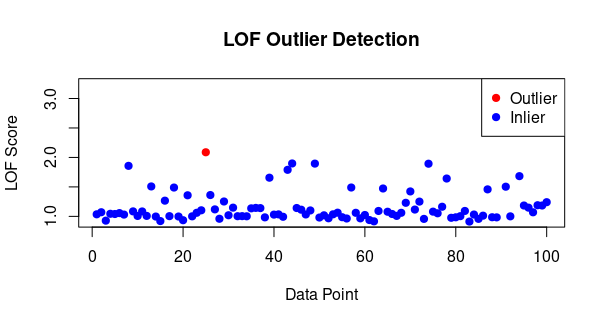 LOF Outlier Detection
LOF Score
3.0
2.0
1.0
Outlier
Inlier
0 20 40 60 80 100
Data Point